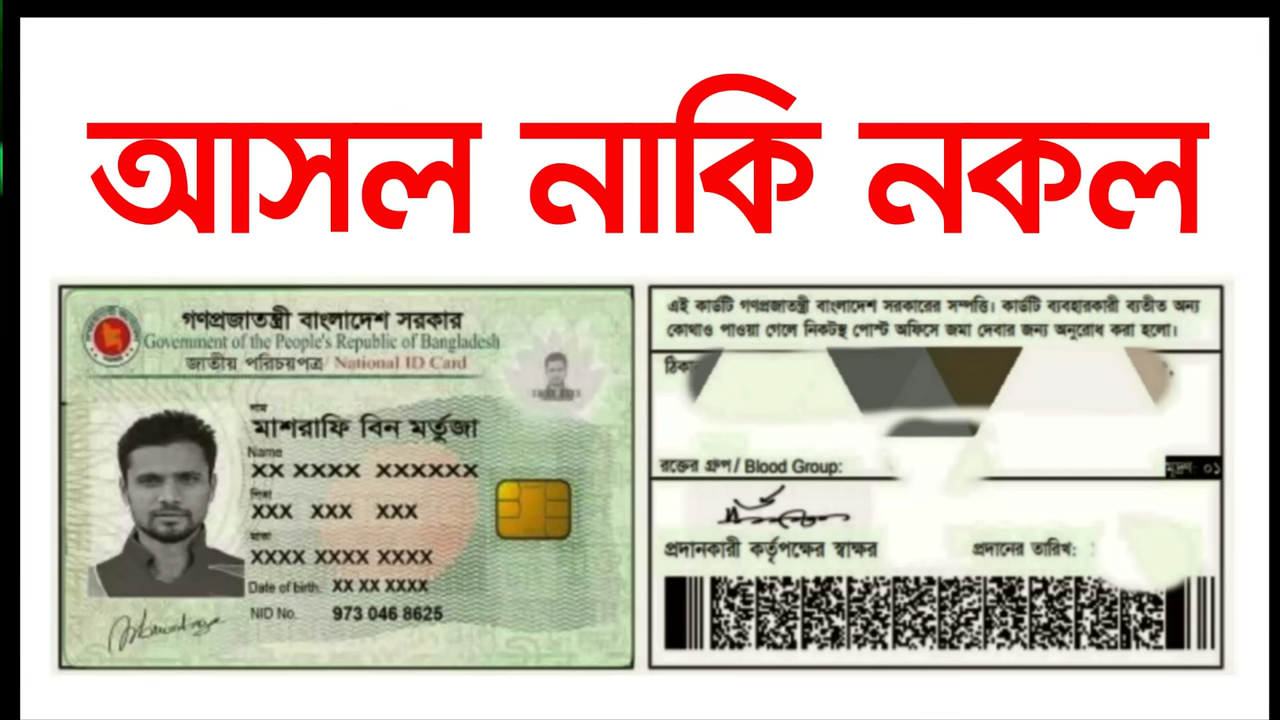 আসল নাকি নকল
গণপ্রজাতন্ত্রী বাংলাদেশ সরকার
Government of the People's Republic of Bangladesh
জাতীয় পরিচয়পত্র / National ID Card
নাম
মাশরাফি বিন মর্তুজা
Name
XX XXXX XXXXXX
পিতা
XXX XXX XXX
মাতা
XXXX XXXX XXXX
Date of birth: XX XX XXXX
NID No. 973 046 8625
এই কার্ডটি গণপ্রজাতন্ত্রী বাংলাদেশ সরকারের সম্পত্তি। কার্ডটি ব্যবহারকারী ব্যতীত অন্য
কোথাও পাওয়া গেলে নিকটস্থ পোস্ট অফিসে জমা দেবার জন্য অনুরোধ করা হলো।
রক্তের গ্রুপ / Blood Group:
মুদ্রণ: ০১
প্রদানকারী কর্তৃপক্ষের স্বাক্ষর
প্রদানের তারিখ: